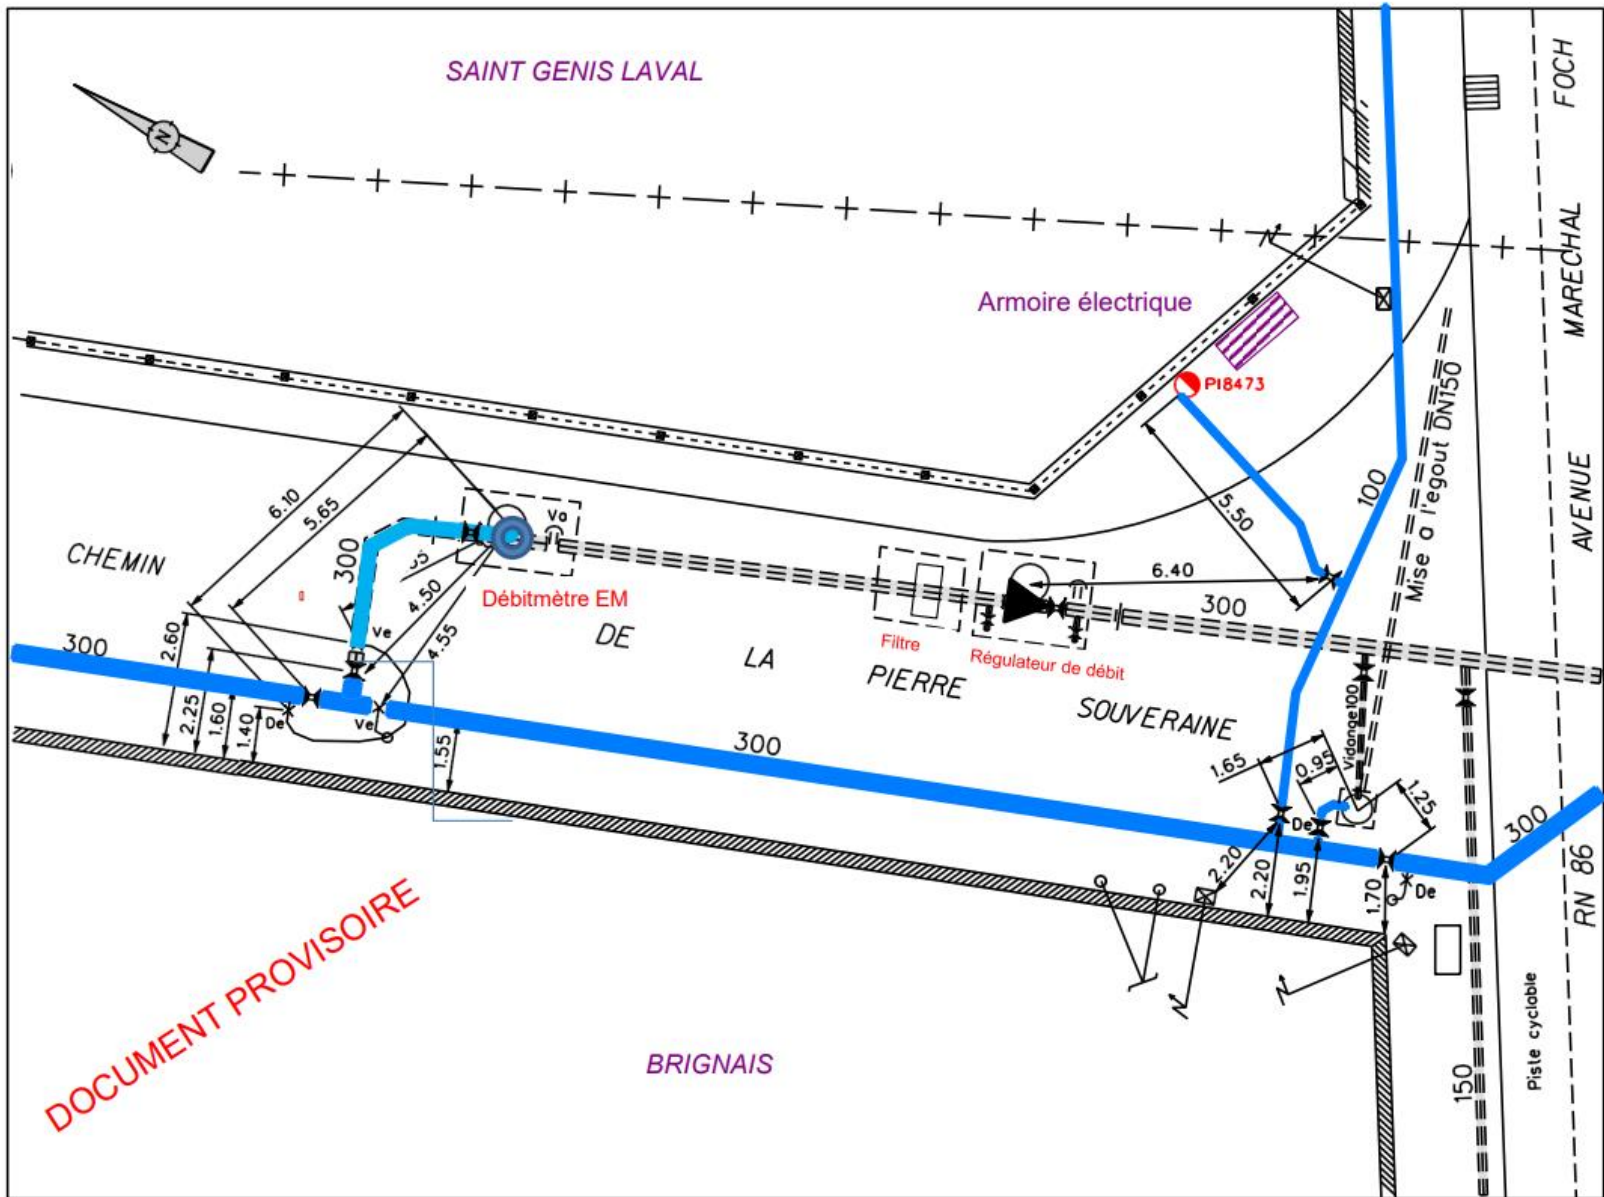 SAINT GENIS LAVAL
FOCH
N
MARECHAL
Armoire électrique
PI8473
Mise a l'egout DN150
AVENUE
100
5.50
6.10
5.65
CHEMIN
300
Va
6.40
4.50
Débitmètre EM
300
DE
LA
PIERRE
SOUVERAINE
Filtre
Régulateur de débit
Ve
4.55
300
2.60
2.25
1.60
1.40
De
Ve
1.55
300
1.65
0.95
Vidange100
1.25
De
300
2.20
2.20
1.95
1.70
De
RN 86
DOCUMENT PROVISOIRE
BRIGNAIS
150
Piste cyclable